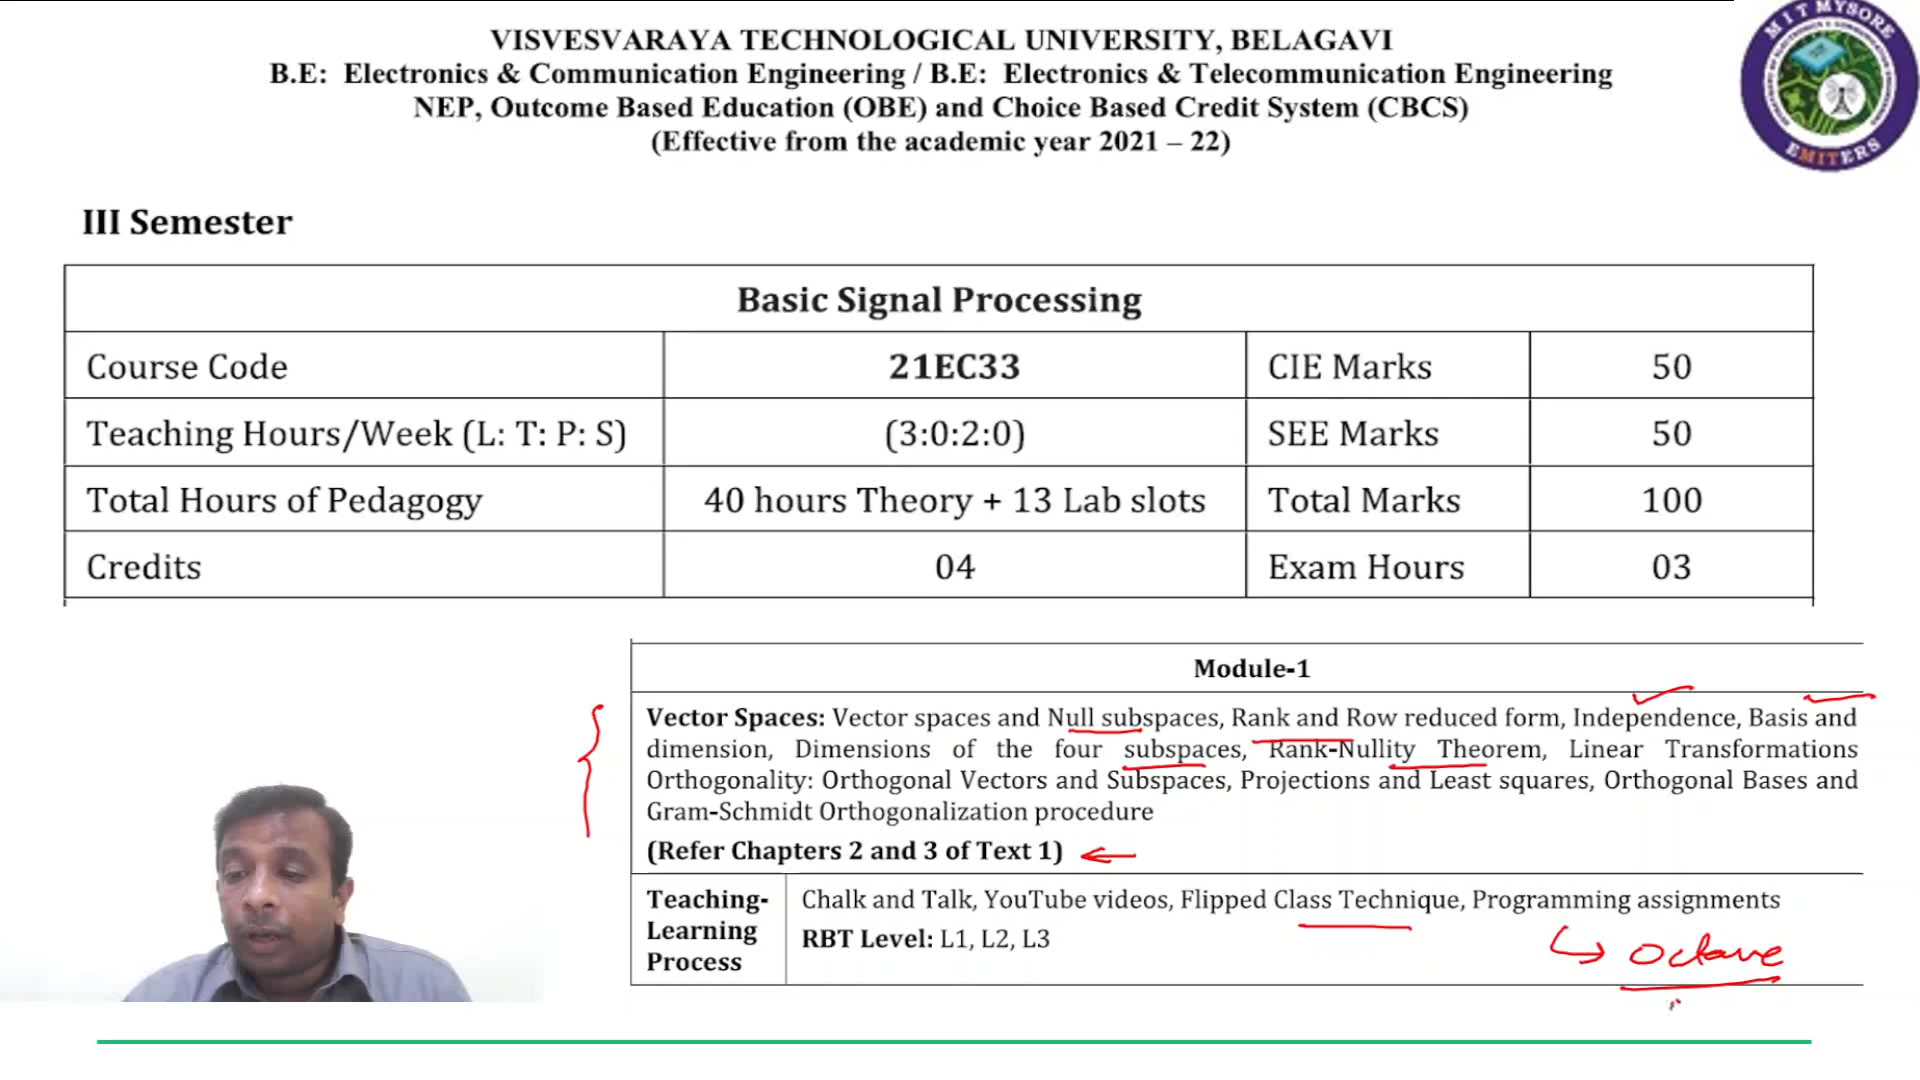 VISVESVARAYA TECHNOLOGICAL UNIVERSITY, BELAGAVI
B.E: Electronics & Communication Engineering / B.E: Electronics & Telecommunication Engineering
NEP, Outcome Based Education (OBE) and Choice Based Credit System (CBCS)
(Effective from the academic year 2021 – 22)
MIT MYSORE
EMITERS
III Semester
Basic Signal Processing
Course Code 21EC33 CIE Marks 50
Teaching Hours/Week (L: T: P: S) (3:0:2:0) SEE Marks 50
Total Hours of Pedagogy 40 hours Theory + 13 Lab slots Total Marks 100
Credits 04 Exam Hours 03
Module-1
Vector Spaces: Vector spaces and Null subspaces, Rank and Row reduced form, Independence, Basis and
dimension, Dimensions of the four subspaces, Rank-Nullity Theorem, Linear Transformations
Orthogonality: Orthogonal Vectors and Subspaces, Projections and Least squares, Orthogonal Bases and
Gram-Schmidt Orthogonalization procedure
(Refer Chapters 2 and 3 of Text 1)
Teaching-
Learning
Process
Chalk and Talk, YouTube videos, Flipped Class Technique, Programming assignments
RBT Level: L1, L2, L3
Octave